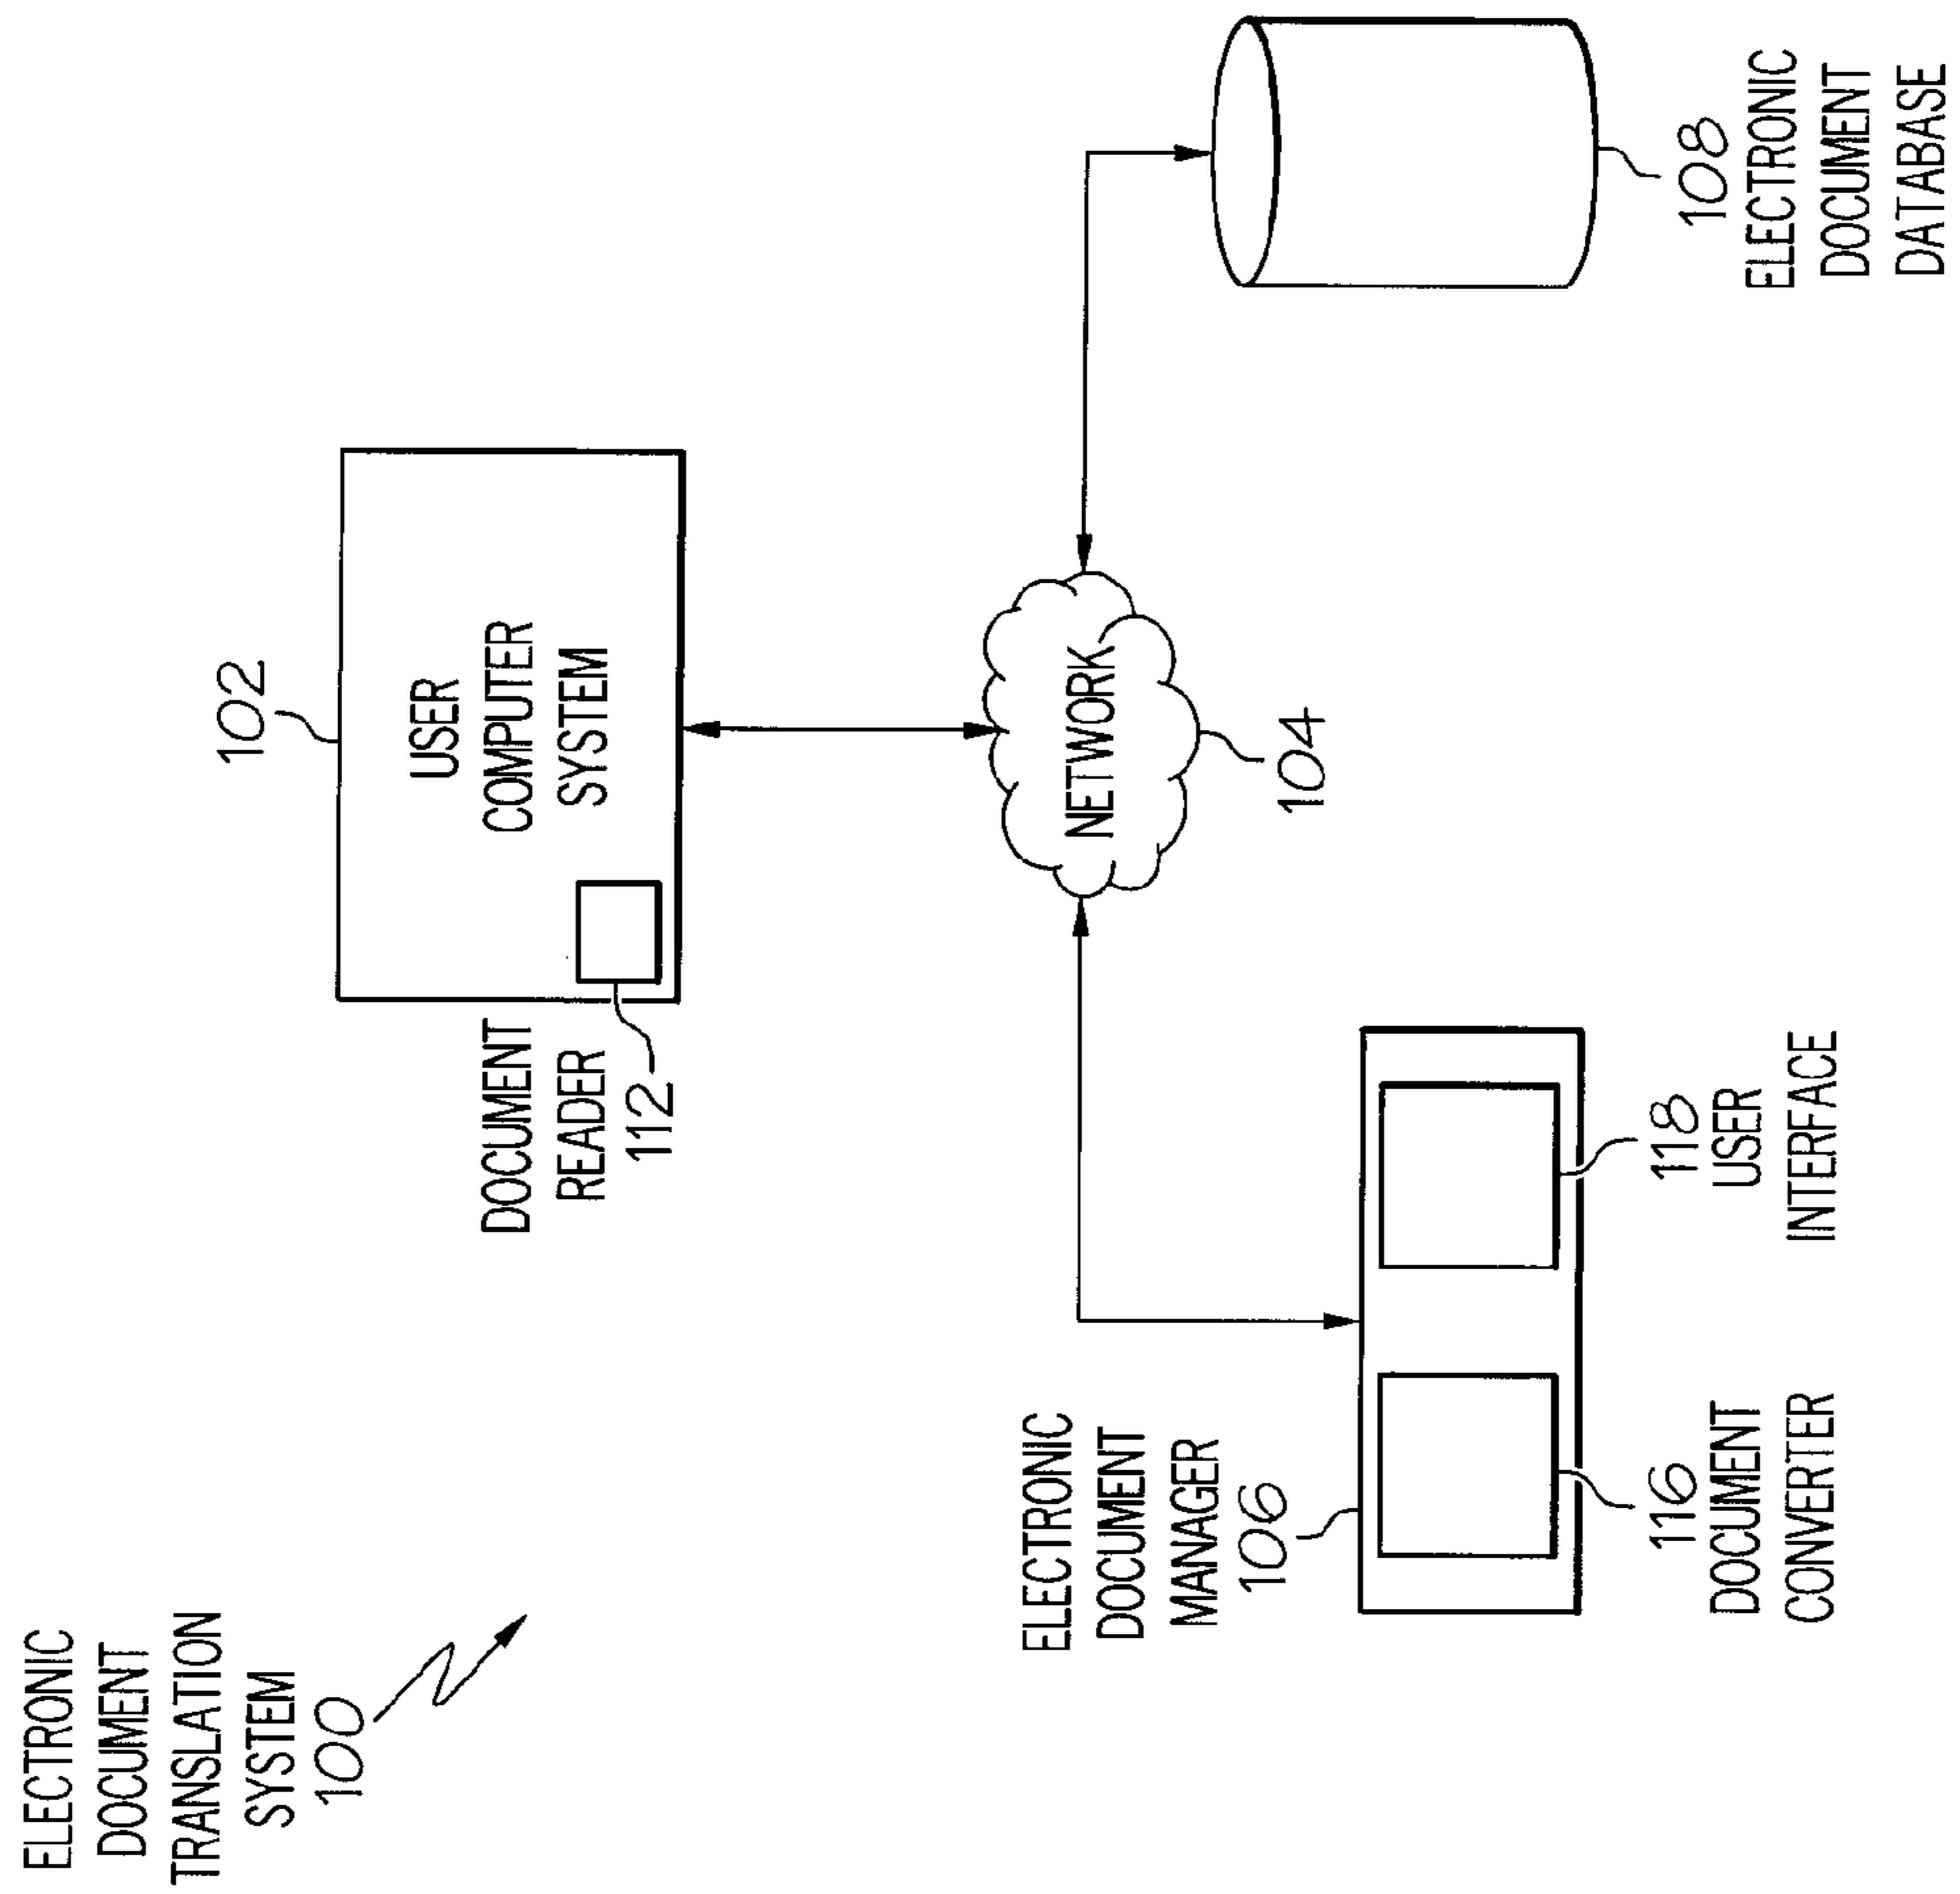 ELECTRONIC
DOCUMENT
TRANSLATION
SYSTEM
100
102
USER
COMPUTER
SYSTEM
DOCUMENT
READER
112
NETWORK
104
ELECTRONIC
DOCUMENT
MANAGER
106
116
DOCUMENT
CONVERTER
118
USER
INTERFACE
108
ELECTRONIC
DOCUMENT
DATABASE